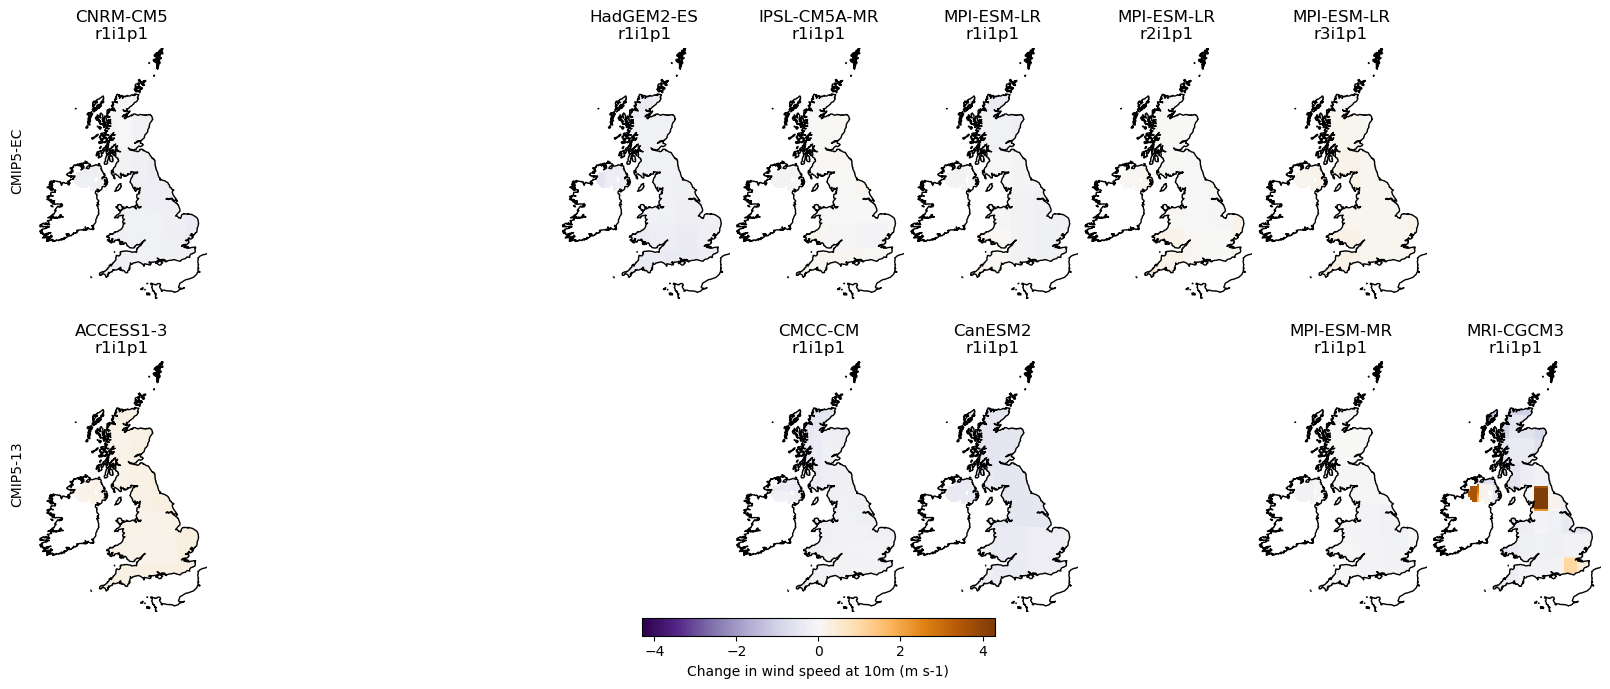 CNRM-CM5
r1i1p1
HadGEM2-ES
r1i1p1
IPSL-CM5A-MR
r1i1p1
MPI-ESM-LR
r1i1p1
MPI-ESM-LR
r2i1p1
MPI-ESM-LR
r3i1p1
CMIP5-EC
ACCESS1-3
r1i1p1
CMCC-CM
r1i1p1
CanESM2
r1i1p1
MPI-ESM-MR
r1i1p1
MRI-CGCM3
r1i1p1
CMIP5-13
−4 −2 0 2 4
Change in wind speed at 10m (m s-1)